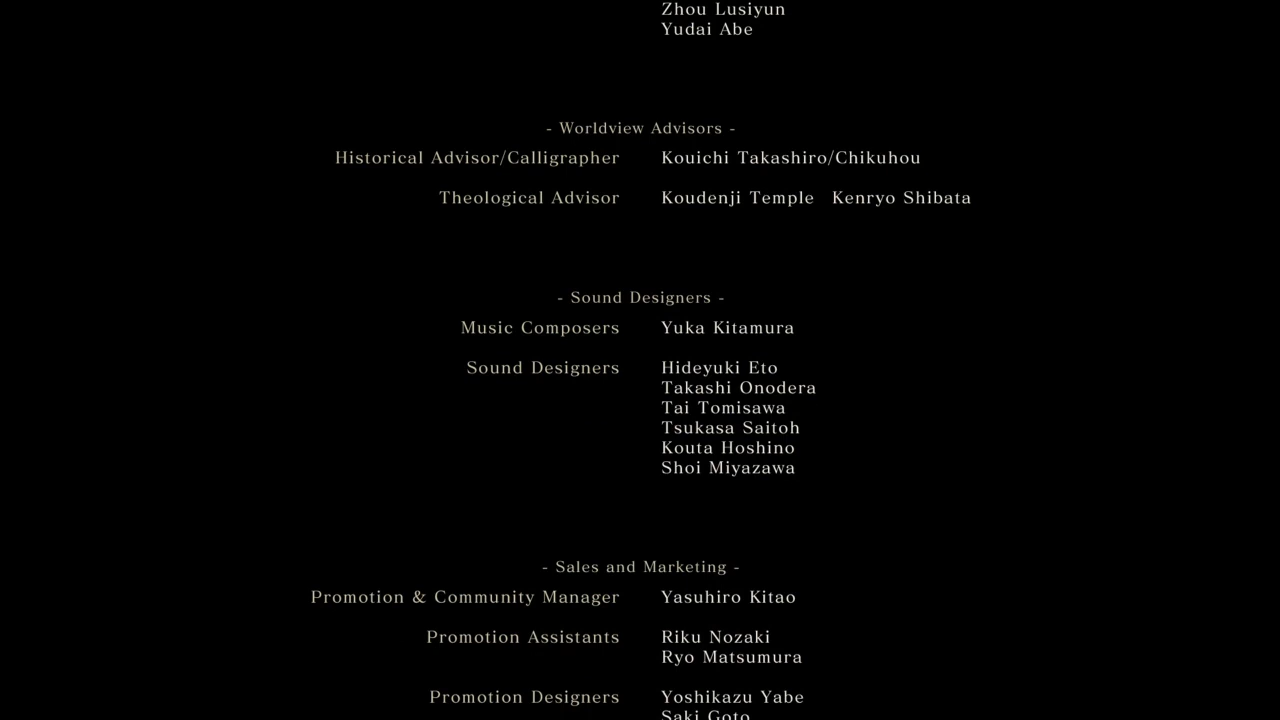 Zhou Lusiyun
Yudai Abe
- Worldview Advisors -
Historical Advisor/Calligrapher Kouichi Takashiro/Chikuhou
Theological Advisor Koudenji Temple Kenryo Shibata
- Sound Designers -
Music Composers Yuka Kitamura
Sound Designers Hideyuki Eto
Takashi Onodera
Tai Tomisawa
Tsukasa Saitoh
Kouta Hoshino
Shoi Miyazawa
- Sales and Marketing -
Promotion & Community Manager Yasuhiro Kitao
Promotion Assistants Riku Nozaki
Ryo Matsumura
Promotion Designers Yoshikazu Yabe
Saki Goto